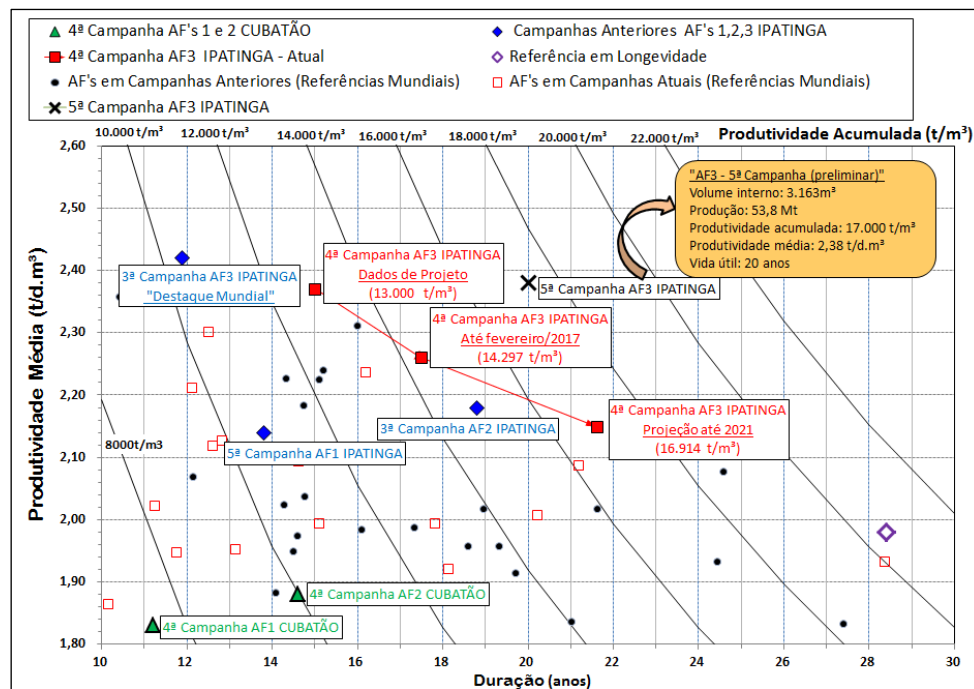 4ª Campanha AF's 1 e 2 CUBATÃO
Campanhas Anteriores AF's 1,2,3 IPATINGA
4ª Campanha AF3 IPATINGA - Atual
Referência em Longevidade
AF's em Campanhas Anteriores (Referências Mundiais)
AF's em Campanhas Atuais (Referências Mundiais)
5ª Campanha AF3 IPATINGA
10.000 t/m³
12.000 t/m³
14.000 t/m³
16.000 t/m³
18.000 t/m³
20.000 t/m³
22.000 t/m³
Produtividade Acumulada (t/m³)
"AF3 - 5ª Campanha (preliminar)"
Volume interno: 3.163m³
Produção: 53,8 Mt
Produtividade acumulada: 17.000 t/m³
Produtividade média: 2,38 t/d.m³
Vida útil: 20 anos
3ª Campanha AF3 IPATINGA
"Destaque Mundial"
4ª Campanha AF3 IPATINGA
Dados de Projeto
(13.000 t/m³)
5ª Campanha AF3 IPATINGA
4ª Campanha AF3 IPATINGA
Até fevereiro/2017
(14.297 t/m³)
4ª Campanha AF3 IPATINGA
Projeção até 2021
(16.914 t/m³)
3ª Campanha AF2 IPATINGA
5ª Campanha AF1 IPATINGA
8000t/m3
4ª Campanha AF2 CUBATÃO
4ª Campanha AF1 CUBATÃO
Produtividade Média (t/d.m³)
2,60
2,50
2,40
2,30
2,20
2,10
2,00
1,90
1,80
10
12
14
16
18
20
22
24
26
28
30
Duração (anos)